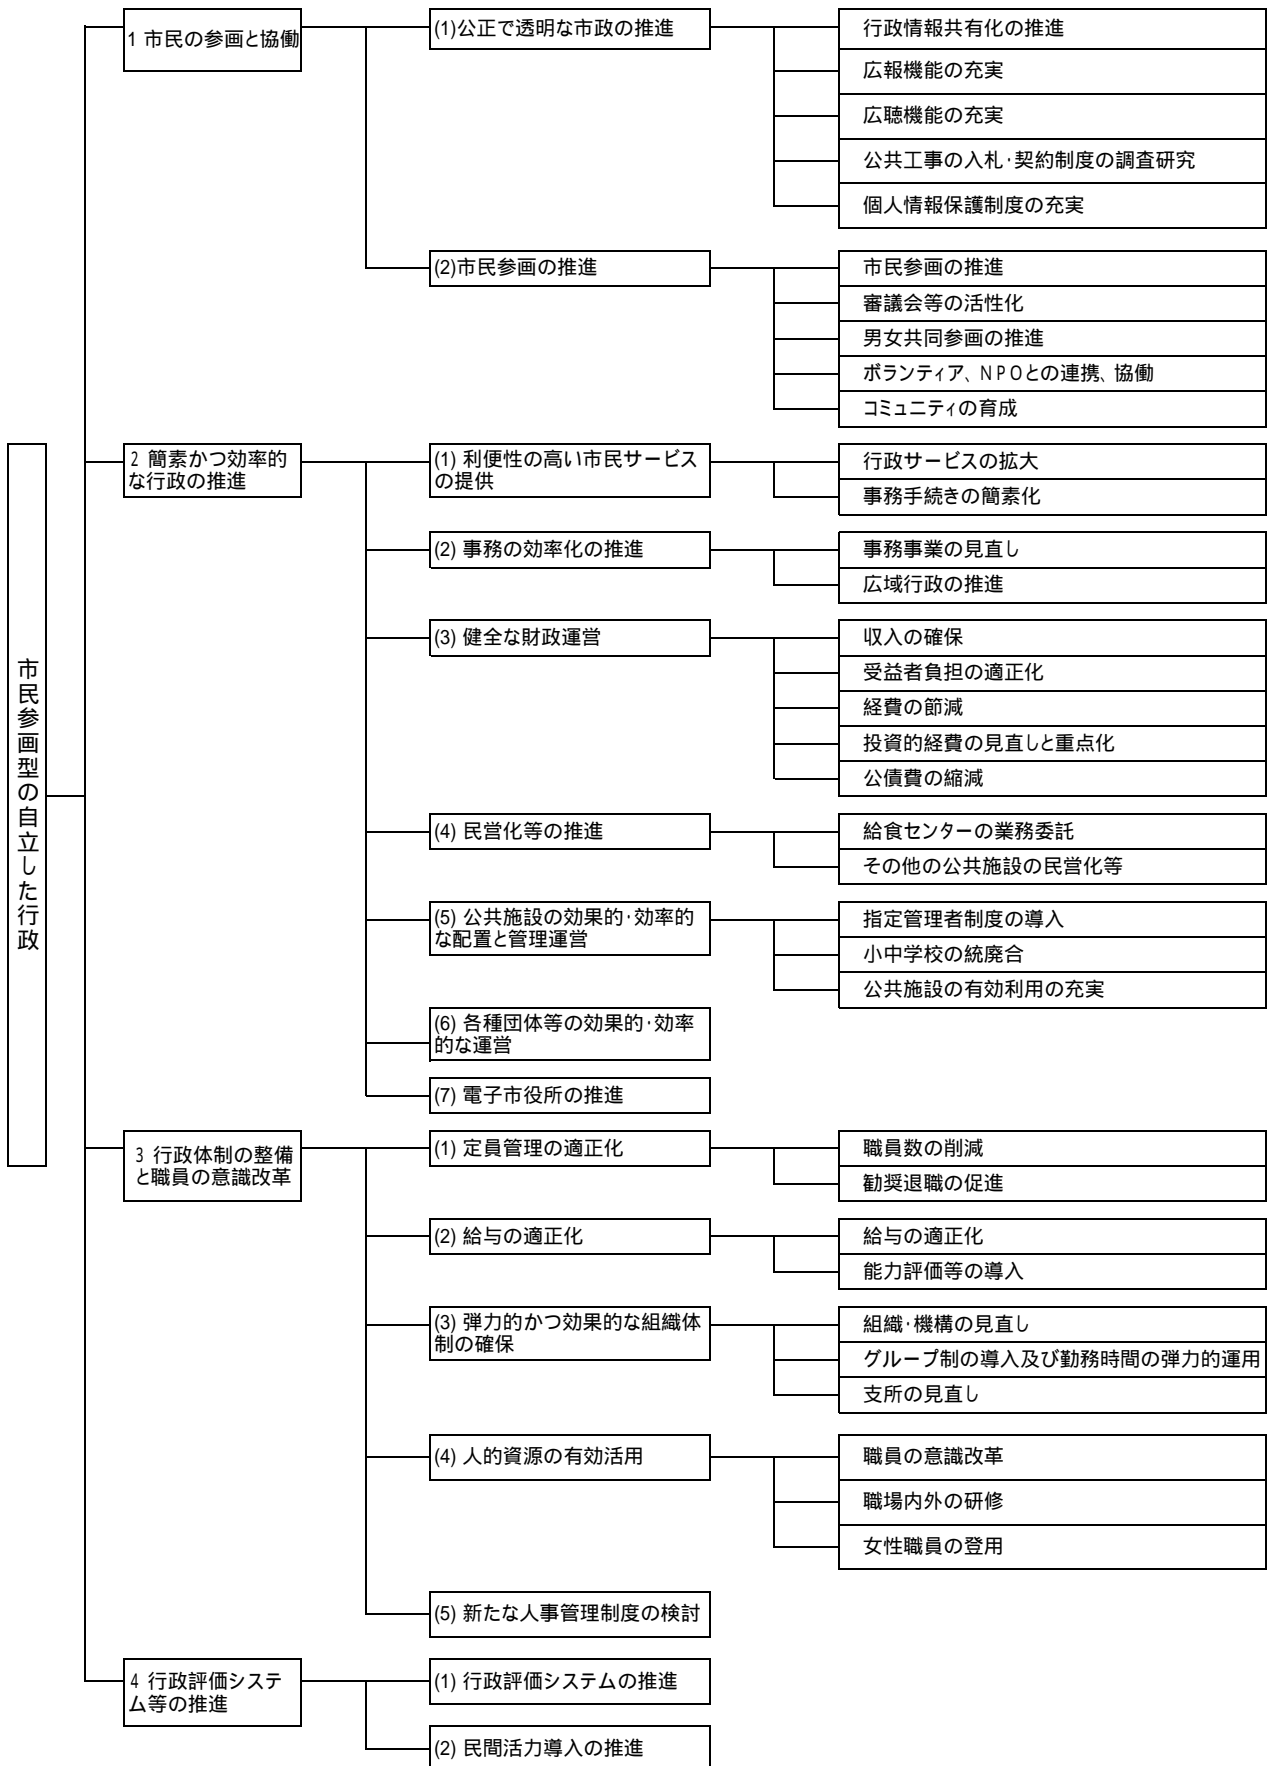 市民参画型の自立した行政
1 市民の参画と協働
(1)公正で透明な市政の推進
行政情報共有化の推進
広報機能の充実
広聴機能の充実
公共工事の入札・契約制度の調査研究
個人情報保護制度の充実
(2)市民参画の推進
市民参画の推進
審議会等の活性化
男女共同参画の推進
ボランティア、NPOとの連携、協働
コミュニティの育成
2 簡素かつ効率的
な行政の推進
(1) 利便性の高い市民サービス
の提供
行政サービスの拡大
事務手続きの簡素化
(2) 事務の効率化の推進
事務事業の見直し
広域行政の推進
(3) 健全な財政運営
収入の確保
受益者負担の適正化
経費の節減
投資的経費の見直しと重点化
公債費の縮減
(4) 民営化等の推進
給食センターの業務委託
その他の公共施設の民営化等
(5) 公共施設の効果的・効率的
な配置と管理運営
指定管理者制度の導入
小中学校の統廃合
公共施設の有効利用の充実
(6) 各種団体等の効果的・効率
的な運営
(7) 電子市役所の推進
3 行政体制の整備
と職員の意識改革
(1) 定員管理の適正化
職員数の削減
勧奨退職の促進
(2) 給与の適正化
給与の適正化
能力評価等の導入
(3) 弾力的かつ効果的な組織体
制の確保
組織・機構の見直し
グループ制の導入及び勤務時間の弾力的運用
支所の見直し
(4) 人的資源の有効活用
職員の意識改革
職場内外の研修
女性職員の登用
(5) 新たな人事管理制度の検討
4 行政評価システ
ム等の推進
(1) 行政評価システムの推進
(2) 民間活力導入の推進